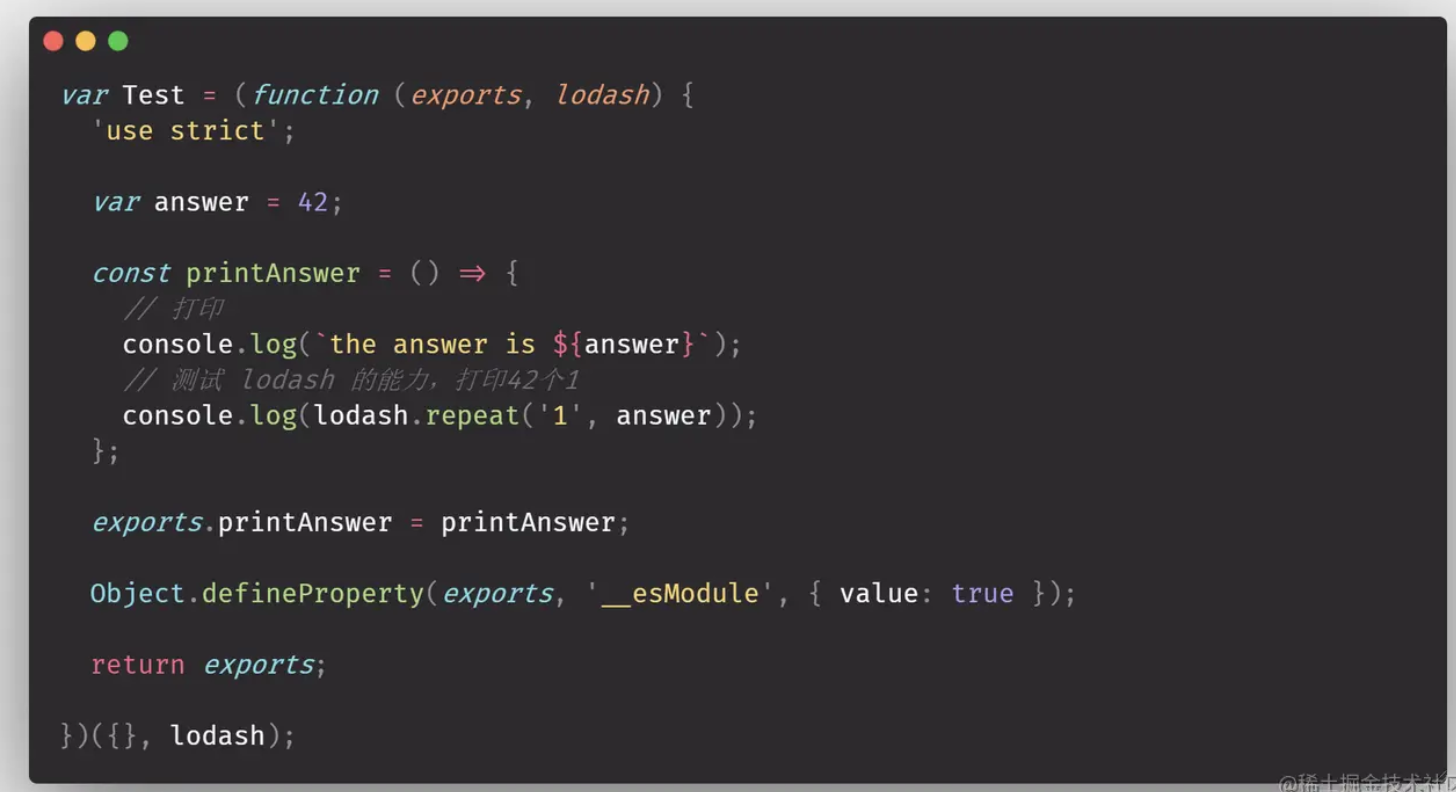 var Test = (function (exports, lodash) {
  'use strict';

  var answer = 42;

  const printAnswer = () => {
    // 打印
    console.log(`the answer is ${answer}`);
    // 测试 lodash 的能力，打印42个1
    console.log(lodash.repeat('1', answer));
  };

  exports.printAnswer = printAnswer;

  Object.defineProperty(exports, '__esModule', { value: true });

  return exports;

})({}, lodash);
@稀土掘金技术社区